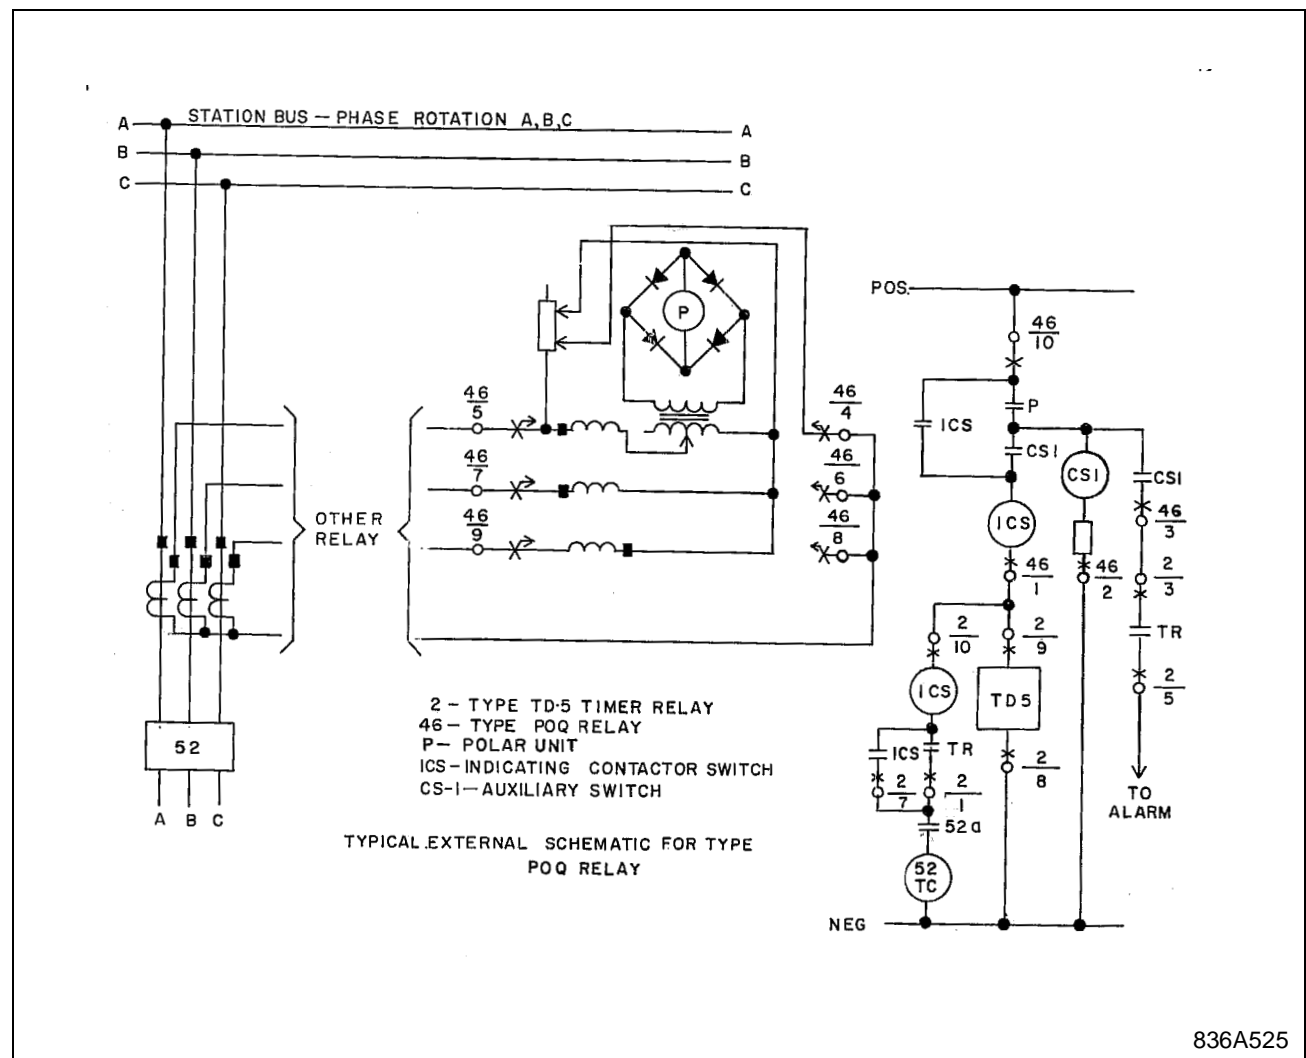 STATION BUS — PHASE ROTATION A,B,C
A A
B B
C C
POS.
46
10
P
ICS
CS1
CS1
CS1
ICS
46
5
46
4
46
7
46
6
46
9
46
8
P
OTHER
RELAY
46
3
46
1
46
2
2
3
2
10
2
9
TR
ICS
TD5
2
5
ICS
TR
2
7
2
1
2
8
TO
ALARM
52a
52
TC
NEG
52
A B C
2 - TYPE TD-5 TIMER RELAY
46 - TYPE POQ RELAY
P- POLAR UNIT
ICS-INDICATING CONTACTOR SWITCH
CS-1-AUXILIARY SWITCH
TYPICAL EXTERNAL SCHEMATIC FOR TYPE
POQ RELAY
836A525